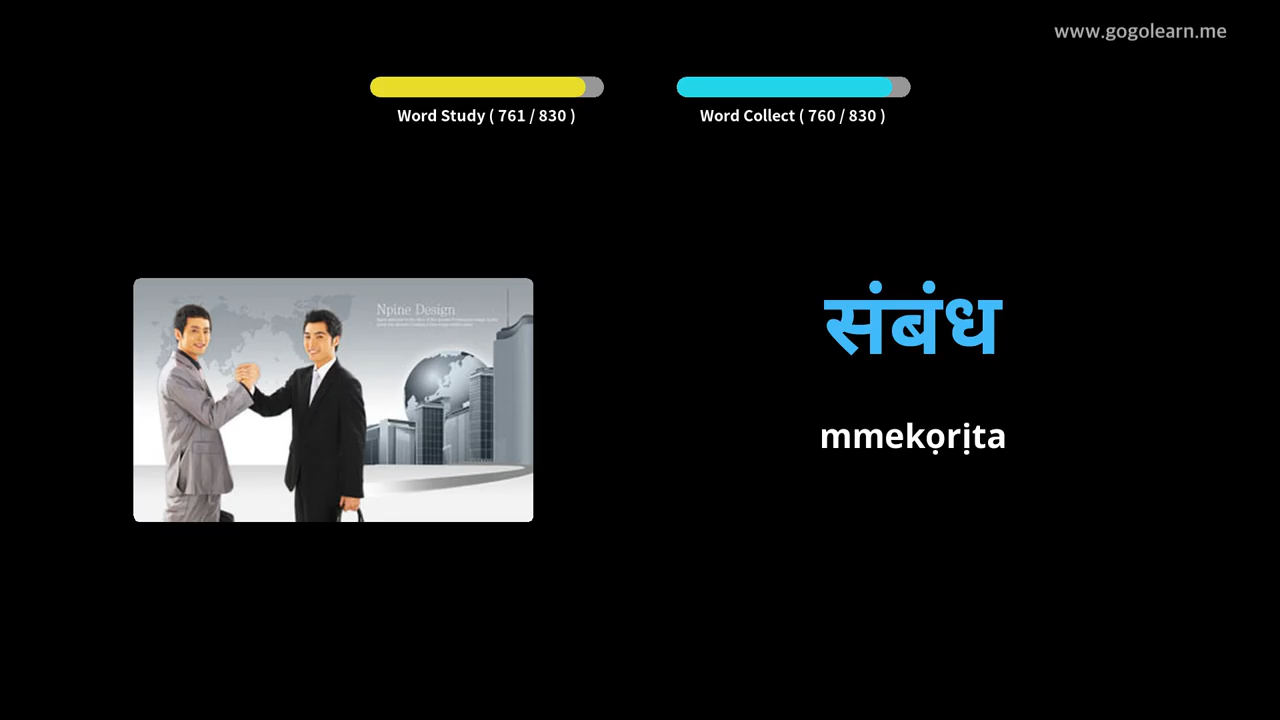 www.gogolearn.me
Word Study ( 761 / 830 )
Word Collect ( 760 / 830 )
Npine Design
संबंध
mmekọrịta